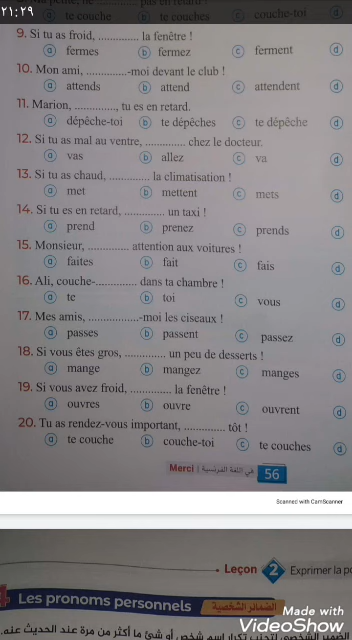 21:29
ⓐ te couche ⓑ te couches ⓒ couche-toi ⓓ
9. Si tu as froid, ............. la fenêtre !
ⓐ fermes ⓑ fermez ⓒ ferment ⓓ
10. Mon ami, .............-moi devant le club !
ⓐ attends ⓑ attend ⓒ attendent ⓓ
11. Marion, ............., tu es en retard.
ⓐ dépêche-toi ⓑ te dépêches ⓒ te dépêche ⓓ
12. Si tu as mal au ventre, ............. chez le docteur.
ⓐ vas ⓑ allez ⓒ va ⓓ
13. Si tu as chaud, ............. la climatisation !
ⓐ met ⓑ mettent ⓒ mets ⓓ
14. Si tu es en retard, ............. un taxi !
ⓐ prend ⓑ prenez ⓒ prends ⓓ
15. Monsieur, ............. attention aux voitures !
ⓐ faites ⓑ fait ⓒ fais ⓓ
16. Ali, couche-............. dans ta chambre !
ⓐ te ⓑ toi ⓒ vous ⓓ
17. Mes amis, ................-moi les ciseaux !
ⓐ passes ⓑ passent ⓒ passez ⓓ
18. Si vous êtes gros, ............. un peu de desserts !
ⓐ mange ⓑ mangez ⓒ manges ⓓ
19. Si vous avez froid, ............. la fenêtre !
ⓐ ouvres ⓑ ouvre ⓒ ouvrent ⓓ
20. Tu as rendez-vous important, ............. tôt !
ⓐ te couche ⓑ couche-toi ⓒ te couches ⓓ
Merci | في اللغة الفرنسية 56
Scanned with CamScanner
Leçon 2 Exprimer la
Les pronoms personnels الضمائر الشخصية
Made with
VideoShow